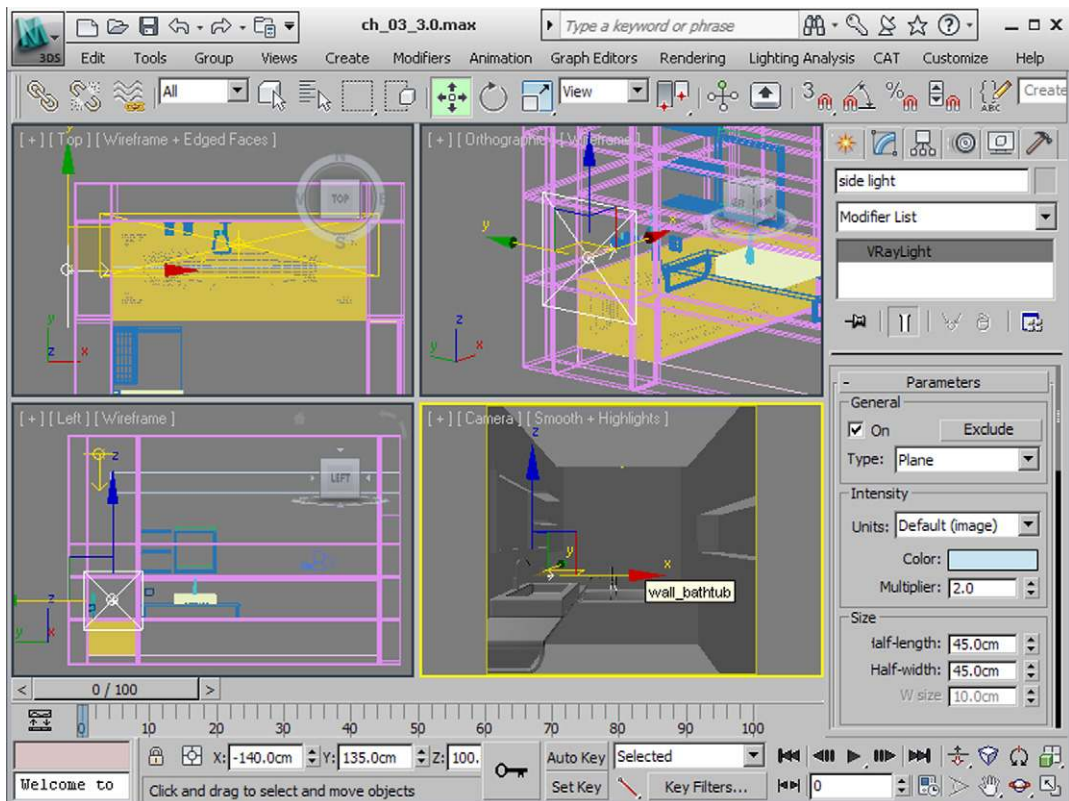 ch_03_3.0.max
Type a keyword or phrase
3DS Edit Tools Group Views Create Modifiers Animation Graph Editors Rendering Lighting Analysis CAT Customize Help
All
View
3
%
ABC
Create
[ + ] [ Top ] [ Wireframe + Edged Faces ]
y
N
TOP
E
S
y
z x
[ + ] [ Orthographic ] [ Wireframe ]
y
x
z
y x
[ + ] [ Left ] [ Wireframe ]
z
LEFT
z
y x
[ + ] [ Camera ] [ Smooth + Highlights ]
z
y
x
wall_bathtub
side light
Modifier List
VRayLight
- Parameters
General
On
Exclude
Type: Plane
Intensity
Units: Default (image)
Color:
Multiplier: 2.0
Size
Half-length: 45.0cm
Half-width: 45.0cm
W size 10.0cm
< 0 / 100 >
0 10 20 30 40 50 60 70 80 90 100
X: -140.0cm Y: 135.0cm Z: 100.
Auto Key Selected
Welcome to
Click and drag to select and move objects
Set Key
Key Filters...
0